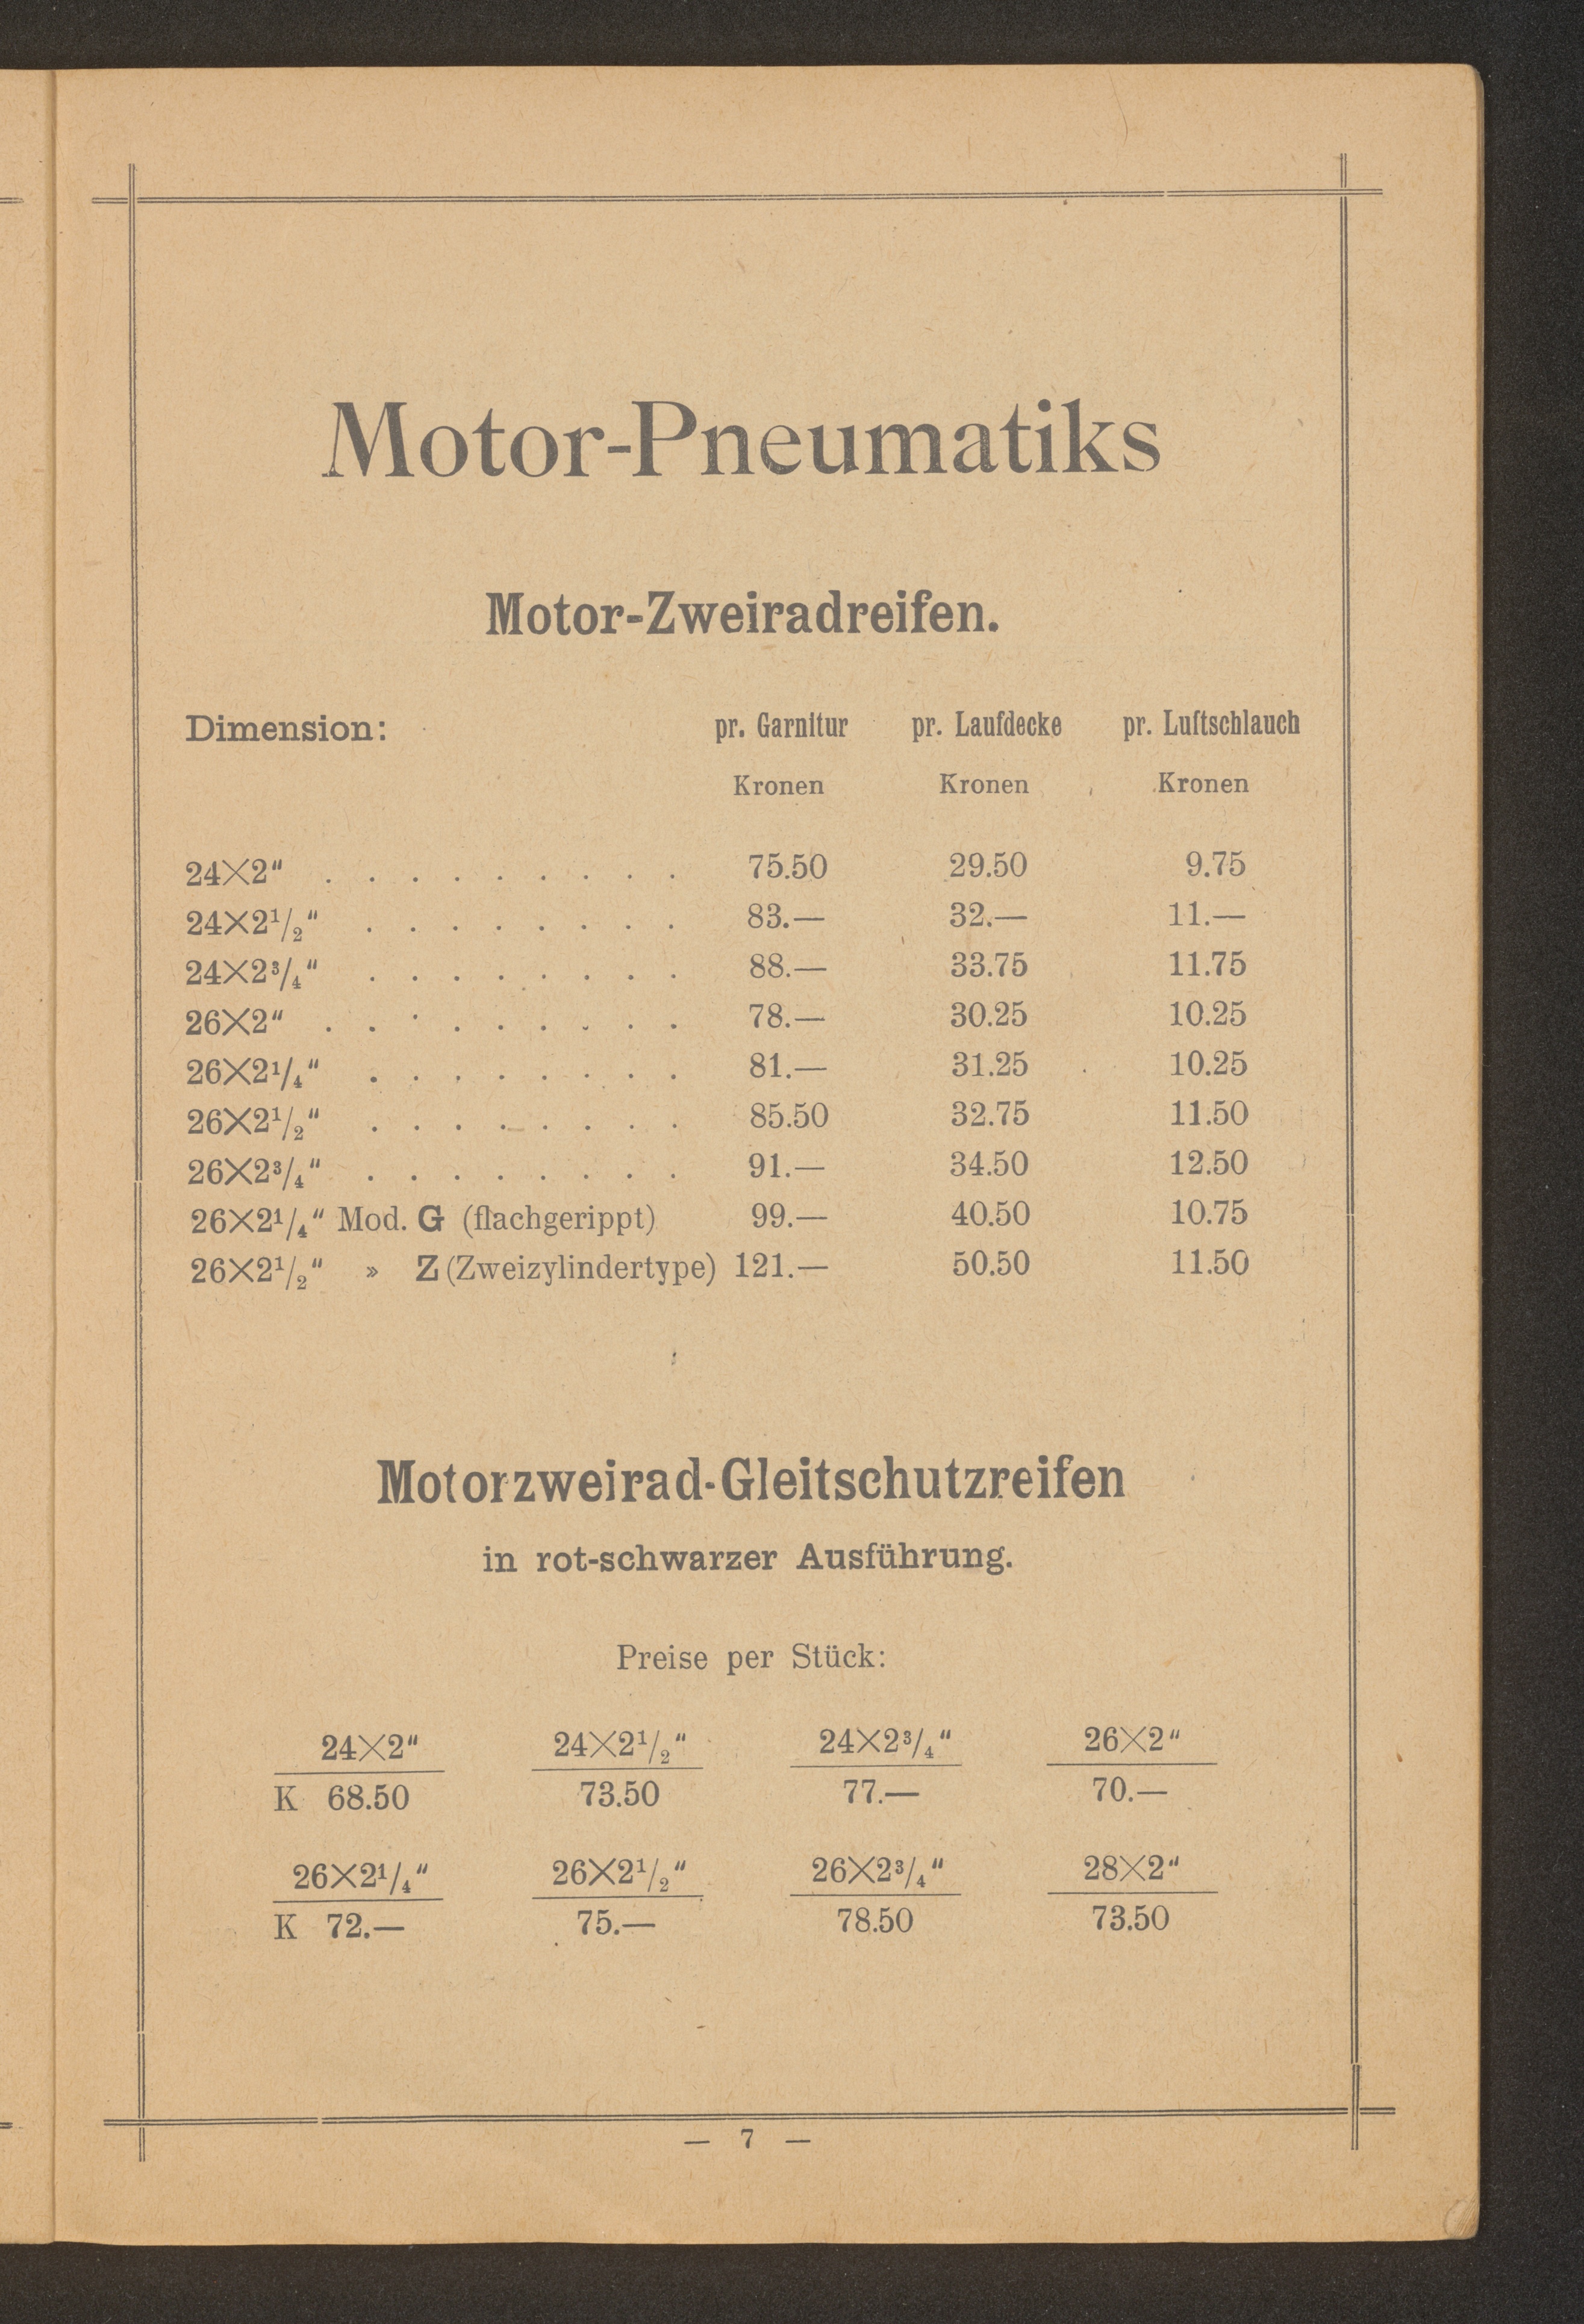 Motor-Pneumatiks
Motor-Zweiradreifen.
Dimension: pr. Garnitur pr. Laufdecke pr. Luftschlauch
Kronen Kronen Kronen
24×2" . . . . . . . . . 75.50 29.50 9.75
24×2¹/₂" . . . . . . . . 83.— 32.— 11.—
24×2³/₄" . . . . . . . . 88.— 33.75 11.75
26×2" . . . . . . . . . 78.— 30.25 10.25
26×2¹/₄" . . . . . . . . 81.— 31.25 10.25
26×2¹/₂" . . . . . . . . 85.50 32.75 11.50
26×2³/₄" . . . . . . . . 91.— 34.50 12.50
26×2¹/₄" Mod. G (flachgerippt) 99.— 40.50 10.75
26×2¹/₂" » Z (Zweizylindertype) 121.— 50.50 11.50
Motorzweirad-Gleitschutzreifen
in rot-schwarzer Ausführung.
Preise per Stück:
24×2" 24×2¹/₂" 24×2³/₄" 26×2"
K 68.50 73.50 77.— 70.—
26×2¹/₄" 26×2¹/₂" 26×2³/₄" 28×2"
K 72.— 75.— 78.50 73.50
— 7 —